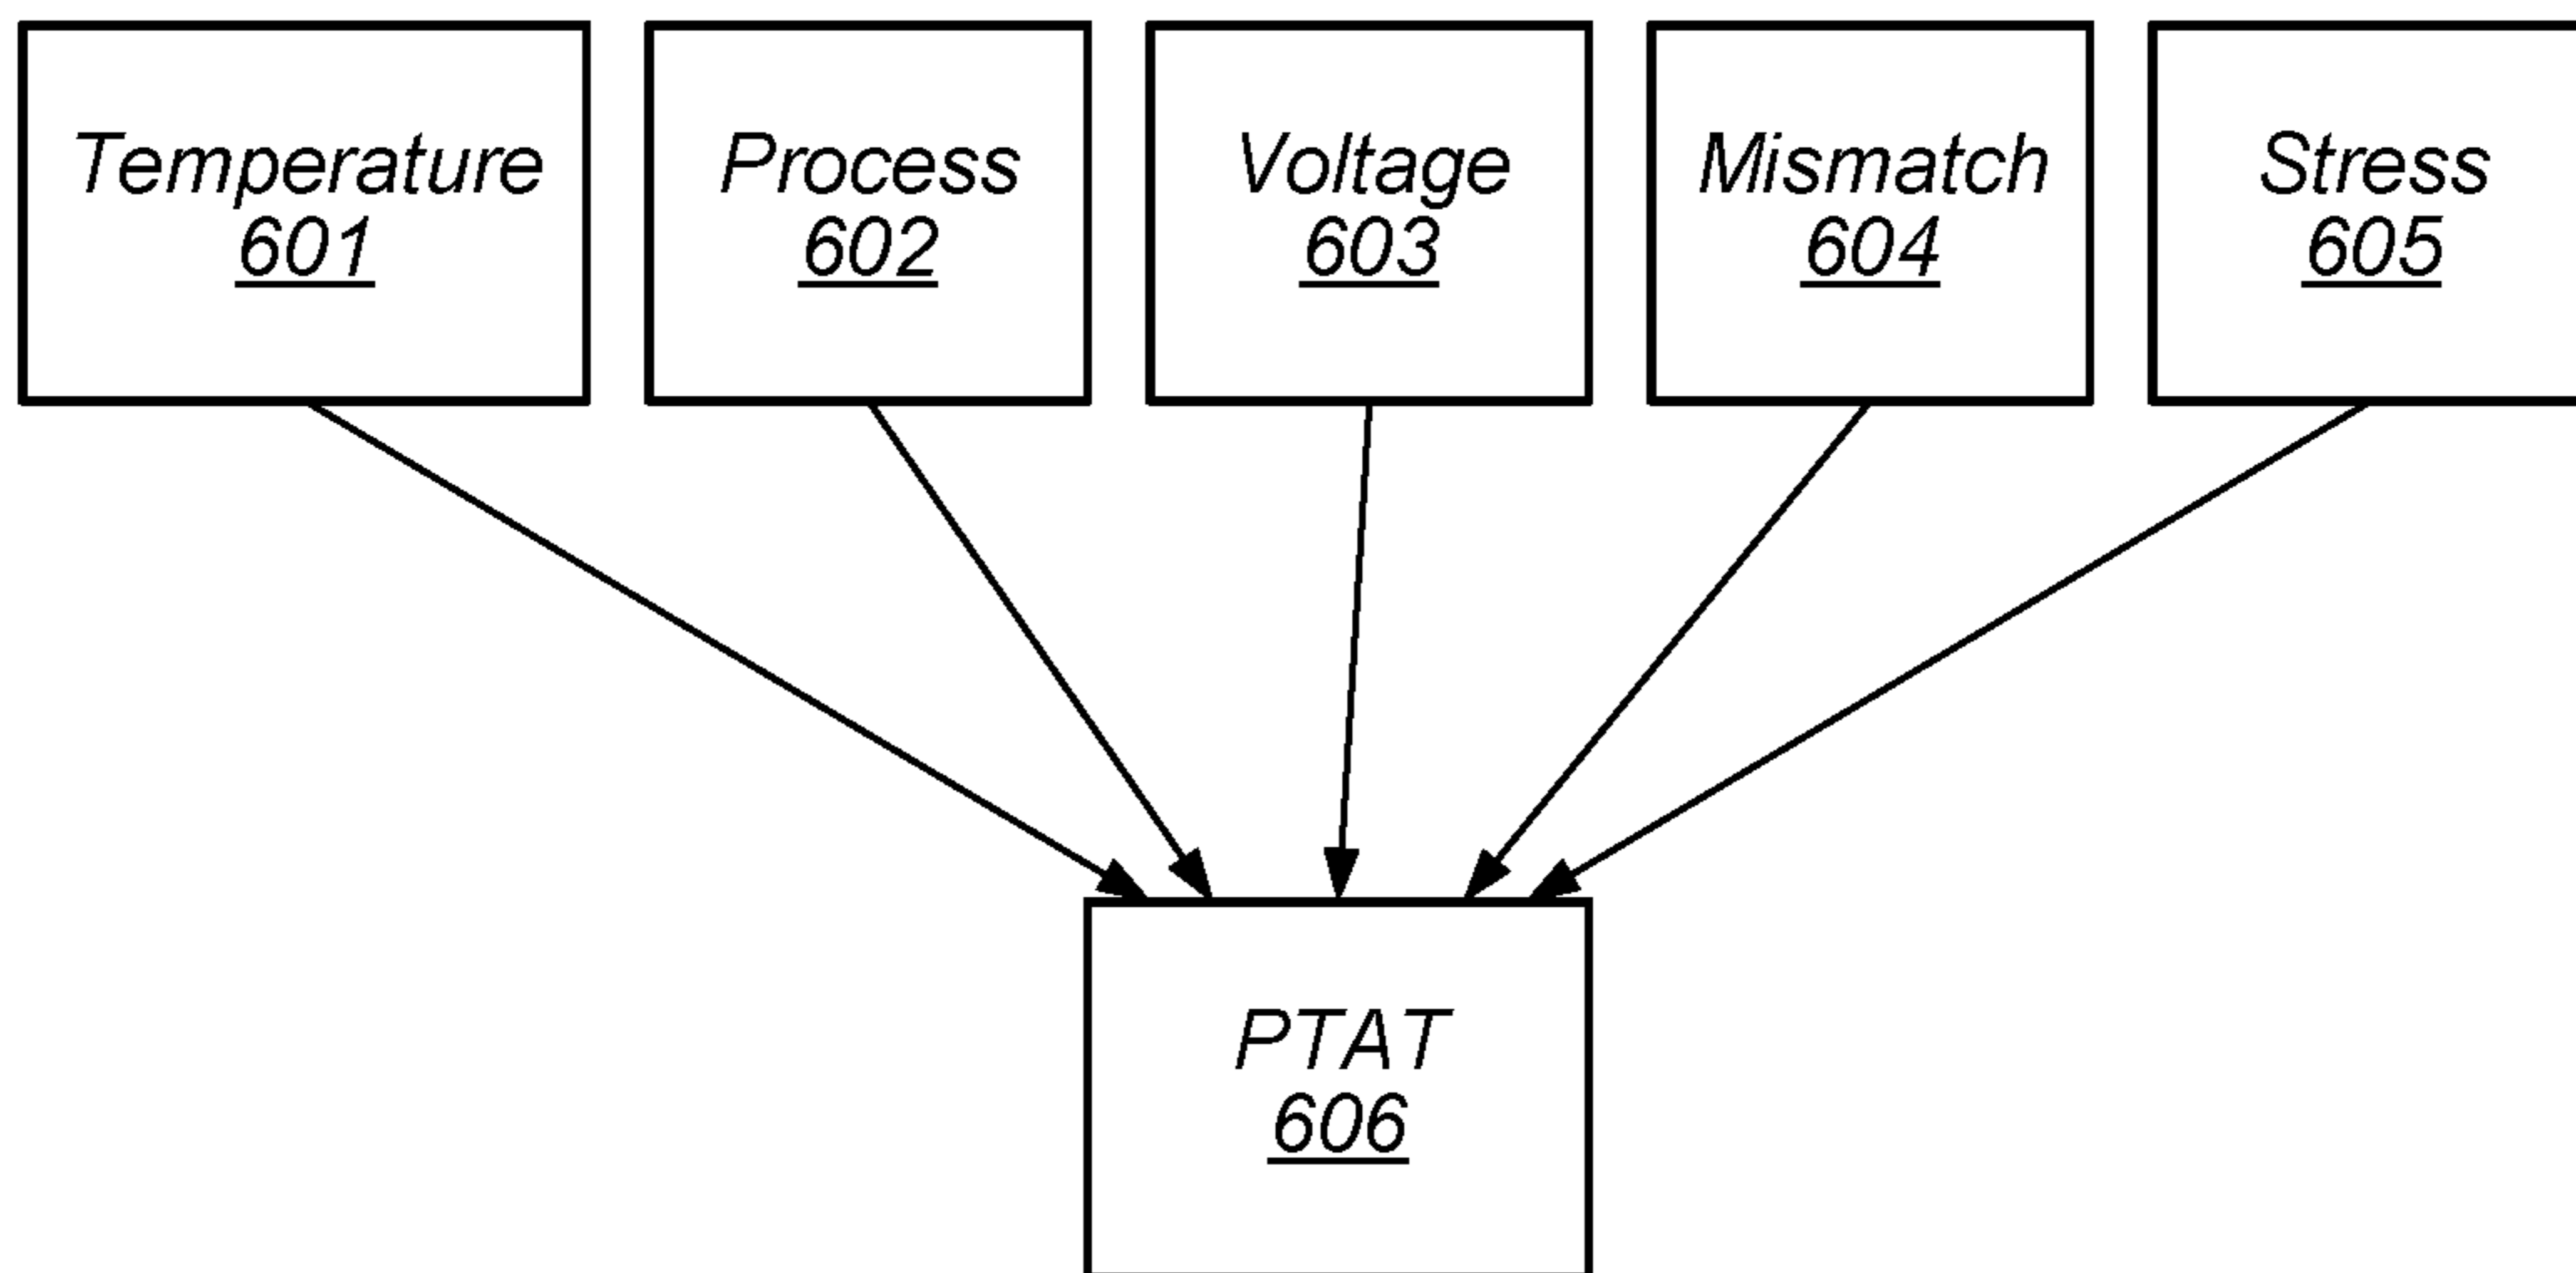 Temperature
601
Process
602
Voltage
603
Mismatch
604
Stress
605
PTAT
606